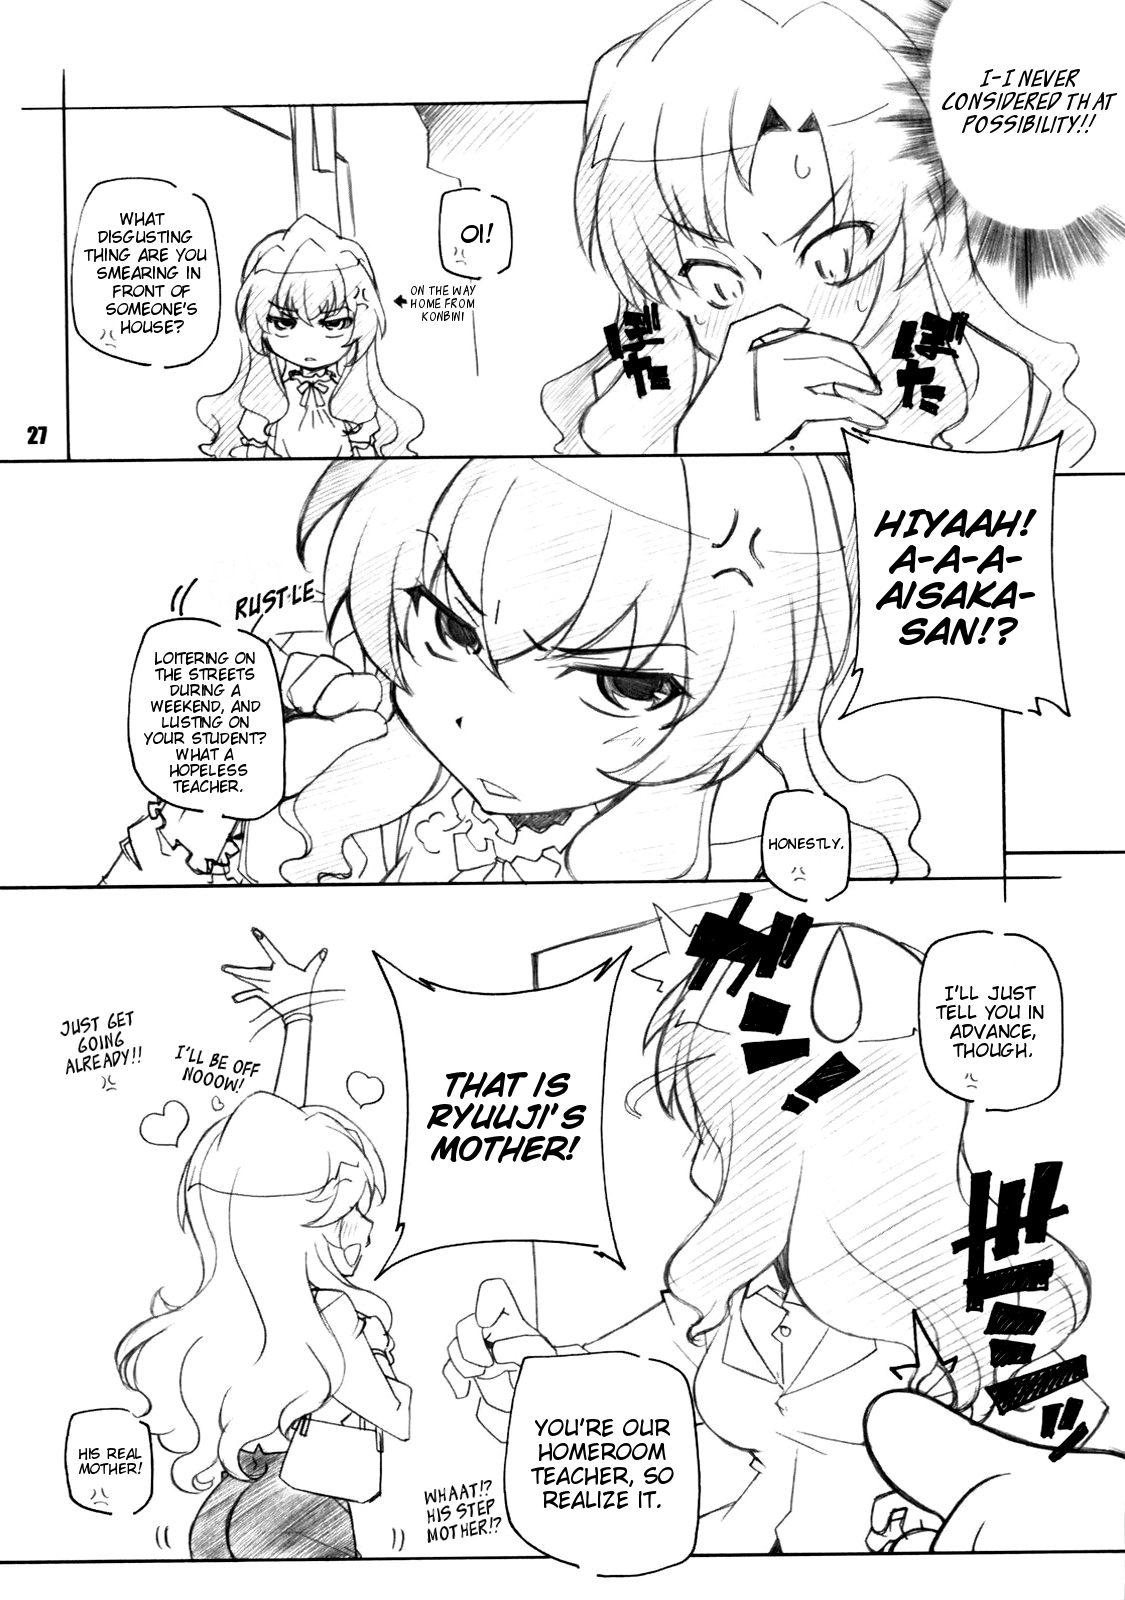 I-I NEVER
CONSIDERED THAT
POSSIBILITY!!
OI!
ON THE WAY
HOME FROM
KONBINI
WHAT
DISGUSTING
THING ARE YOU
SMEARING IN
FRONT OF
SOMEONE'S
HOUSE?
27
HIYAAH!
A-A-A-
AISAKA-
SAN!?
RUSTLE
LOITERING ON
THE STREETS
DURING A
WEEKEND, AND
LUSTING ON
YOUR STUDENT?
WHAT A
HOPELESS
TEACHER.
HONESTLY.
I'LL JUST
TELL YOU IN
ADVANCE,
THOUGH.
THAT IS
RYUUJI'S
MOTHER!
JUST GET
GOING
ALREADY!!
I'LL BE OFF
NOOOW!
YOU'RE OUR
HOMEROOM
TEACHER, SO
REALIZE IT.
WHAAT!?
HIS STEP
MOTHER!?
HIS REAL
MOTHER!